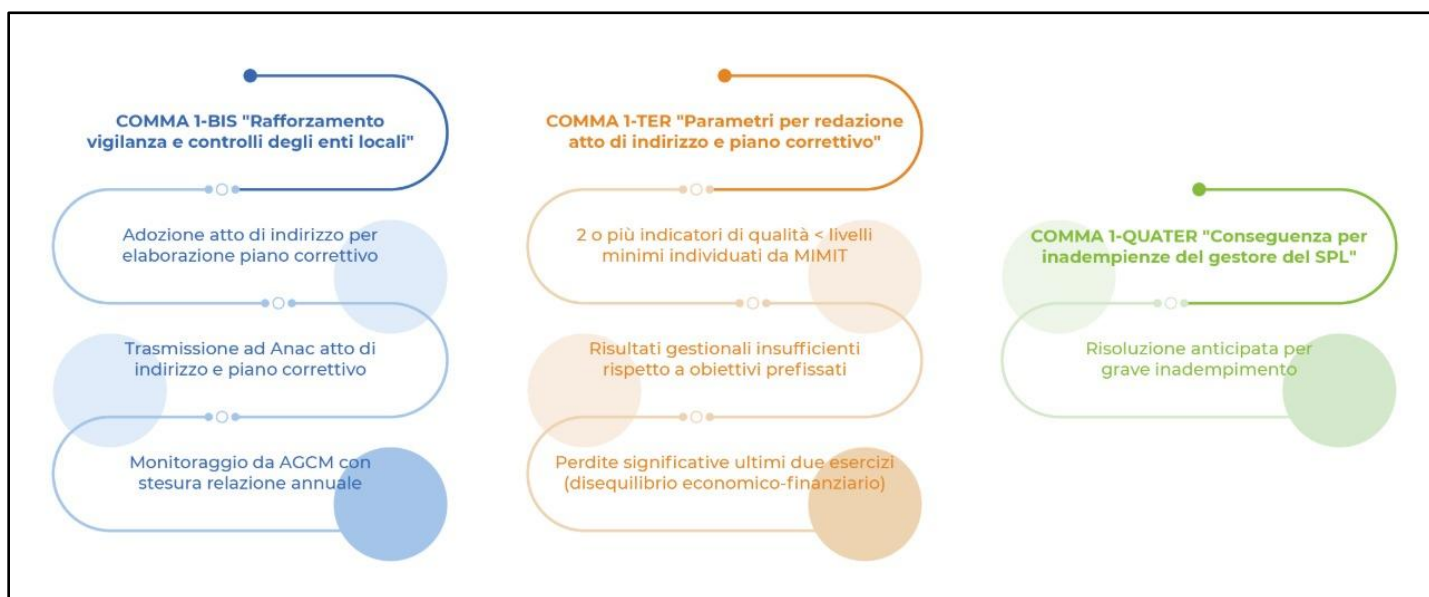 COMMA 1-BIS "Rafforzamento
vigilanza e controlli degli enti locali"
Adozione atto di indirizzo per
elaborazione piano correttivo
Trasmissione ad Anac atto di
indirizzo e piano correttivo
Monitoraggio da AGCM con
stesura relazione annuale
COMMA 1-TER "Parametri per redazione
atto di indirizzo e piano correttivo"
2 o più indicatori di qualità < livelli
minimi individuati da MIMIT
Risultati gestionali insufficienti
rispetto a obiettivi prefissati
Perdite significative ultimi due esercizi
(disequilibrio economico-finanziario)
COMMA 1-QUATER "Conseguenza per
inadempienze del gestore del SPL"
Risoluzione anticipata per
grave inadempimento